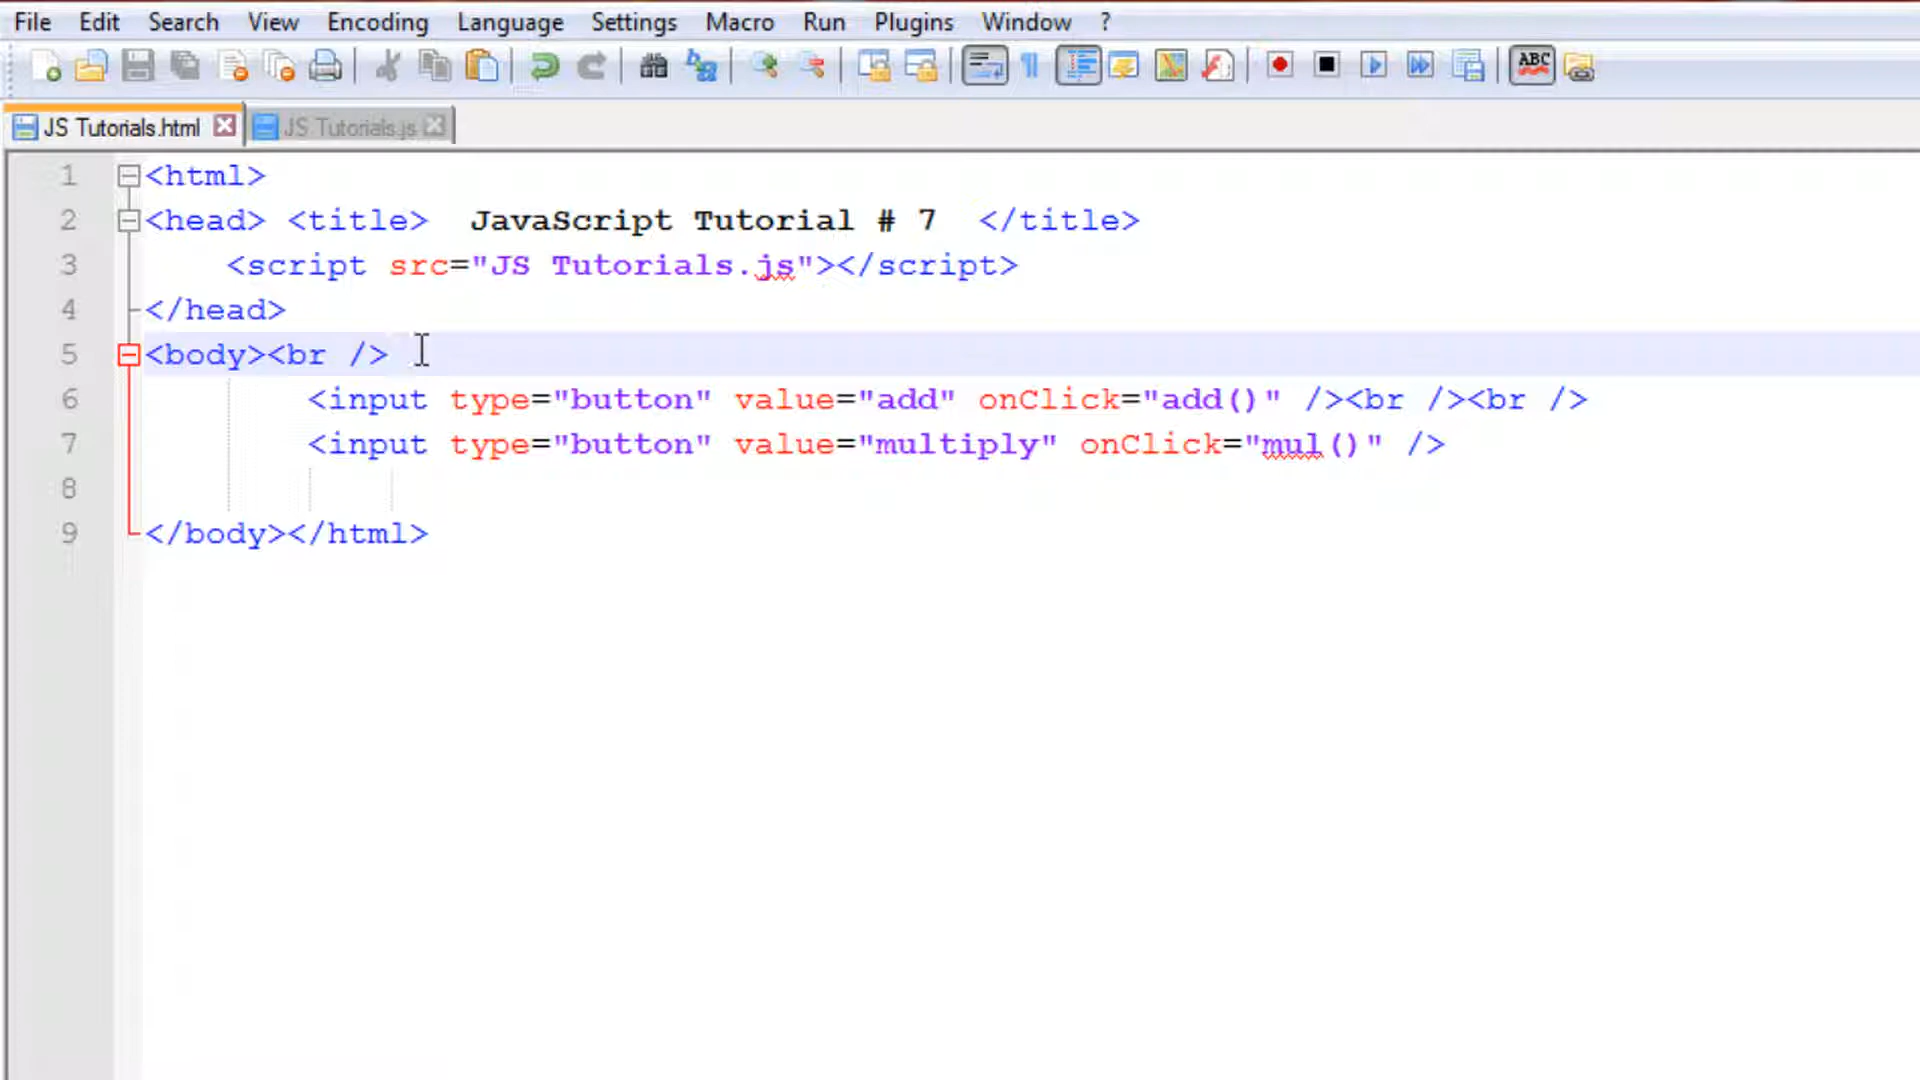 File Edit Search View Encoding Language Settings Macro Run Plugins Window ?
ABC
JS Tutorials.html JS Tutorials.js
1 <html>
2 <head> <title>  JavaScript Tutorial # 7  </title>
3 <script src="JS Tutorials.js"></script>
4 </head>
5 <body><br />
6 <input type="button" value="add" onClick="add()" /><br /><br />
7 <input type="button" value="multiply" onClick="mul()" />
8
9 </body></html>